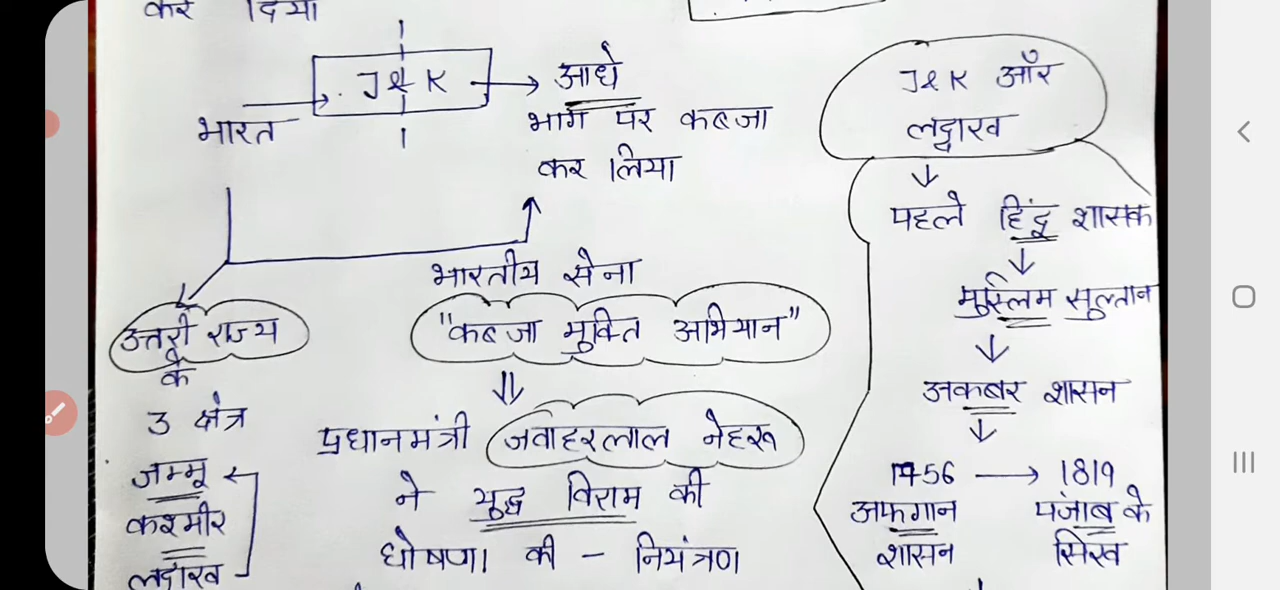 कर दिया
J&K
भारत
आधे
भाग पर कब्जा
कर लिया
भारतीय सेना
"कब्जा मुक्ति अभियान"
प्रधानमंत्री जवाहरलाल नेहरू
ने युद्ध विराम की
घोषणा की – नियंत्रण
उत्तरी राज्य
के
3 क्षेत्र
जम्मू
कश्मीर
लद्दाख
J&K और
लद्दाख
पहले हिंदू शासक
मुस्लिम सुल्तान
अकबर शासन
1756 → 1819
अफगान पंजाब के
शासन सिख